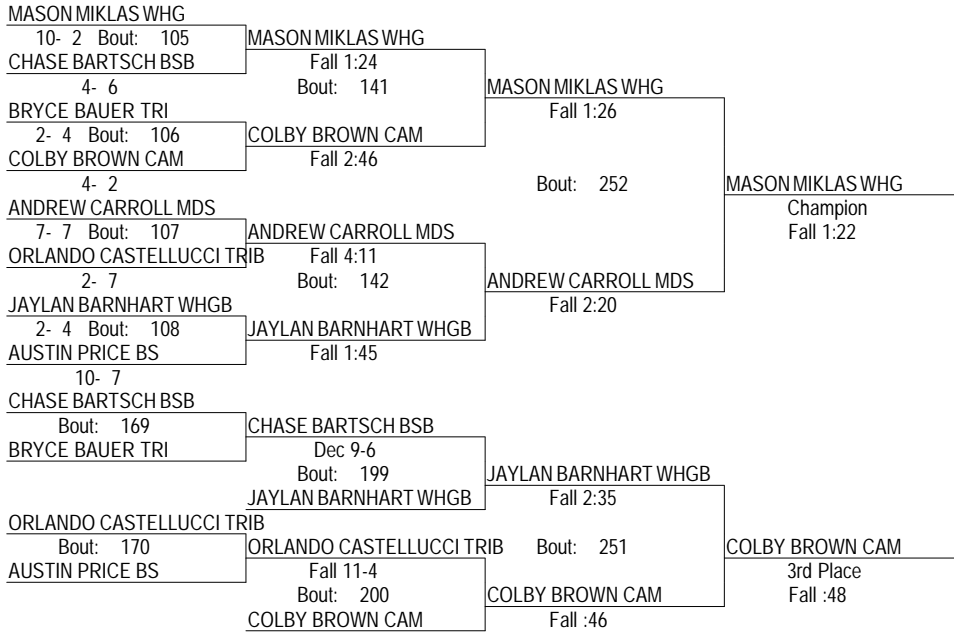 MASON MIKLAS WHG
10- 2 Bout: 105
MASON MIKLAS WHG
CHASE BARTSCH BSB
Fall 1:24
4- 6
Bout: 141
MASON MIKLAS WHG
BRYCE BAUER TRI
Fall 1:26
2- 4 Bout: 106
COLBY BROWN CAM
COLBY BROWN CAM
Fall 2:46
4- 2
Bout: 252
MASON MIKLAS WHG
ANDREW CARROLL MDS
Champion
7- 7 Bout: 107
ANDREW CARROLL MDS
Fall 1:22
ORLANDO CASTELLUCCI TRIB
Fall 4:11
2- 7
Bout: 142
ANDREW CARROLL MDS
JAYLAN BARNHART WHGB
Fall 2:20
2- 4 Bout: 108
JAYLAN BARNHART WHGB
AUSTIN PRICE BS
Fall 1:45
10- 7
CHASE BARTSCH BSB
Bout: 169
CHASE BARTSCH BSB
BRYCE BAUER TRI
Dec 9-6
Bout: 199
JAYLAN BARNHART WHGB
JAYLAN BARNHART WHGB
Fall 2:35
ORLANDO CASTELLUCCI TRIB
Bout: 170
ORLANDO CASTELLUCCI TRIB
Bout: 251
COLBY BROWN CAM
AUSTIN PRICE BS
Fall 11-4
3rd Place
Bout: 200
COLBY BROWN CAM
Fall :48
COLBY BROWN CAM
Fall :46